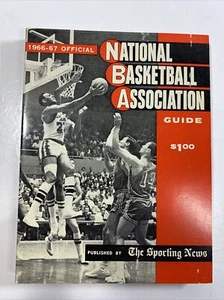 1966-67 OFFICIAL
NATIONAL
BASKETBALL
ASSOCIATION
GUIDE
$1.00
PUBLISHED BY The Sporting News